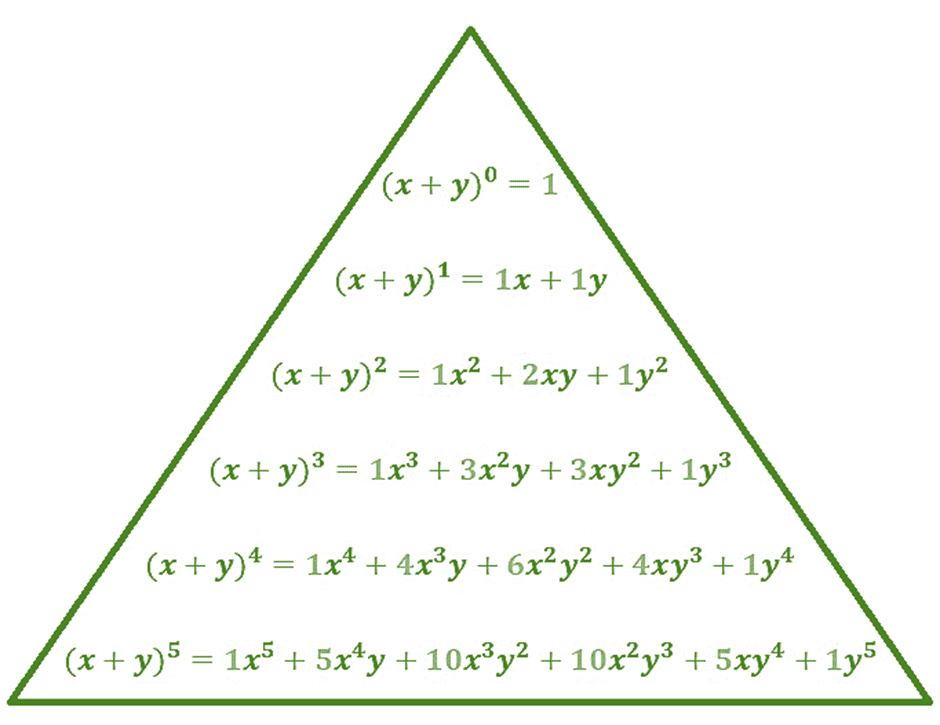 (x + y)⁰ = 1
(x + y)¹ = 1x + 1y
(x + y)² = 1x² + 2xy + 1y²
(x + y)³ = 1x³ + 3x²y + 3xy² + 1y³
(x + y)⁴ = 1x⁴ + 4x³y + 6x²y² + 4xy³ + 1y⁴
(x + y)⁵ = 1x⁵ + 5x⁴y + 10x³y² + 10x²y³ + 5xy⁴ + 1y⁵